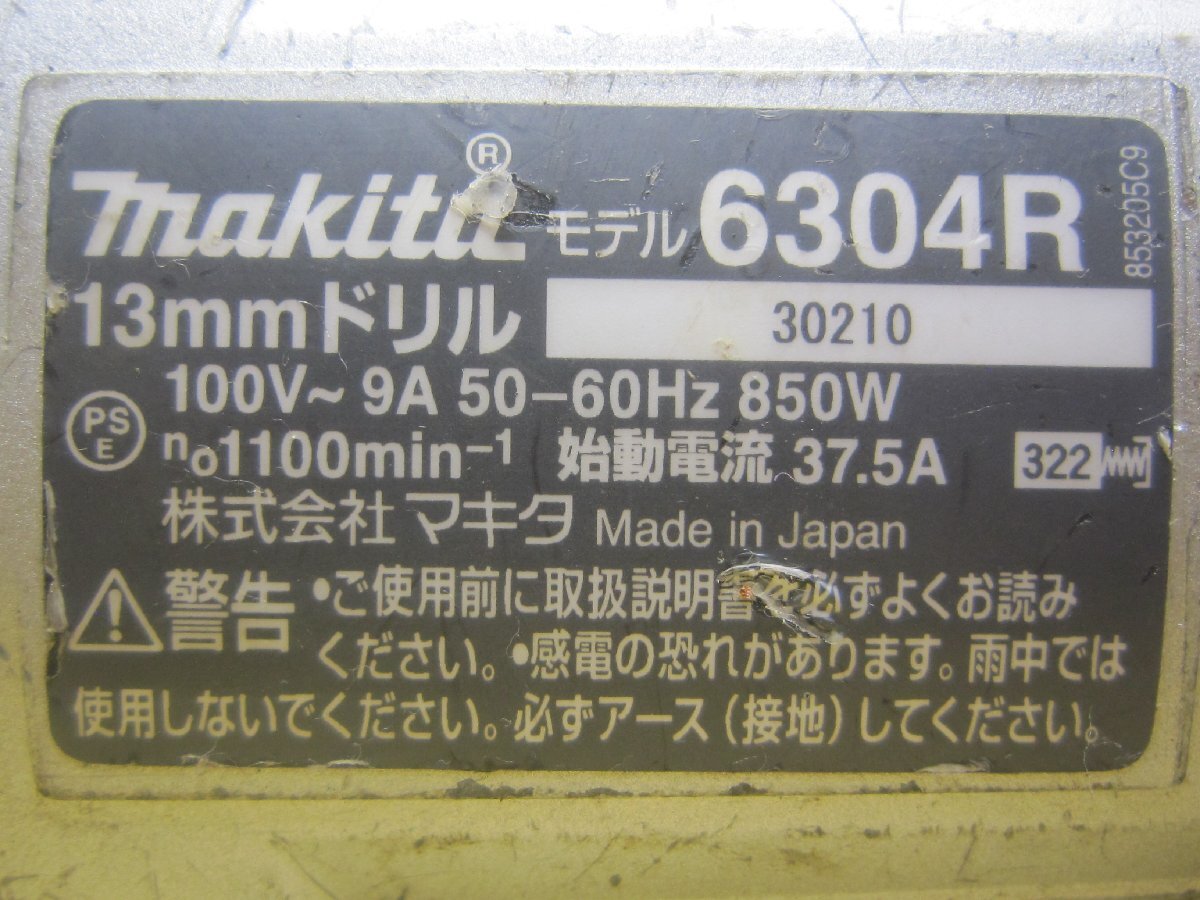 makita® モデル 6304R
853205C9
13mmドリル 30210
100V~ 9A 50-60Hz 850W
PSE
no1100min-1 始動電流 37.5A
322
株式会社マキタ Made in Japan
警告 •ご使用前に取扱説明書を必ずよくお読み
ください。•感電の恐れがあります。雨中では
使用しないでください。必ずアース(接地)してください。